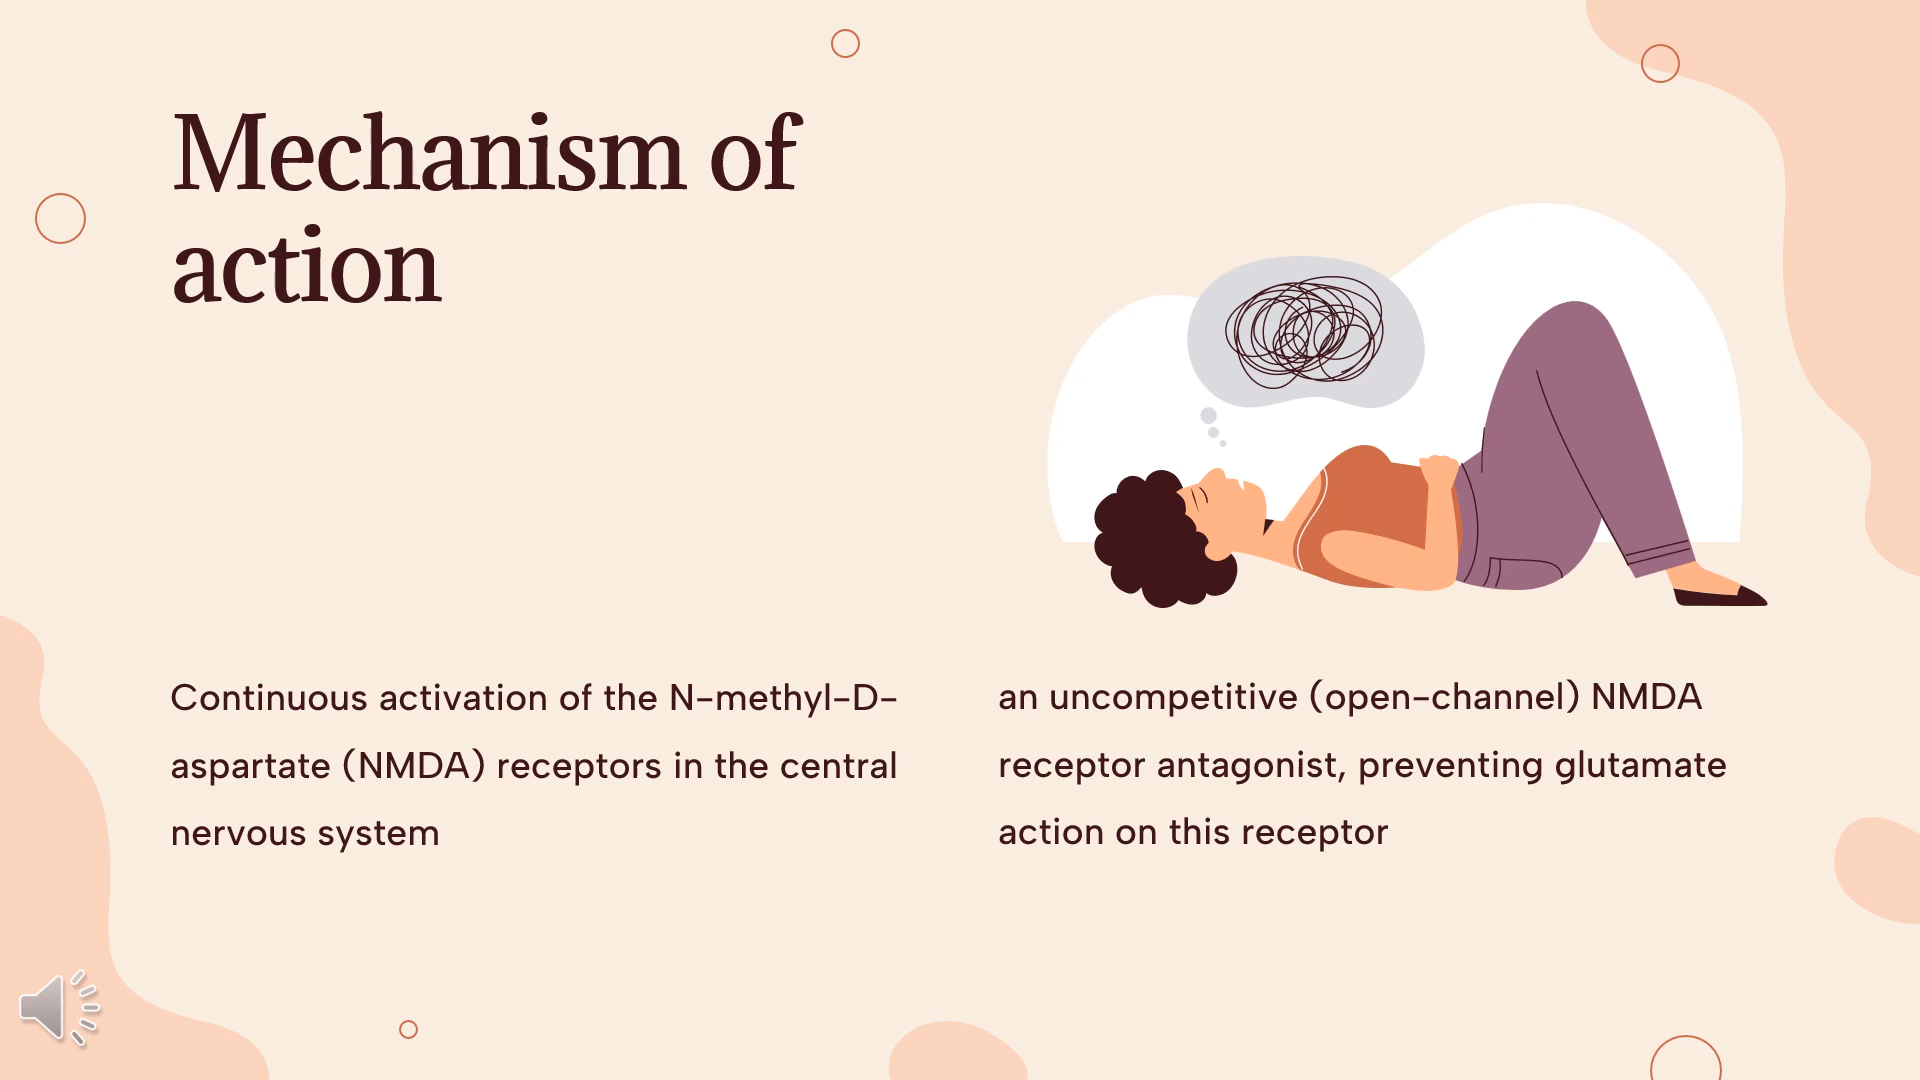 Mechanism of
action
Continuous activation of the N-methyl-D-
aspartate (NMDA) receptors in the central
nervous system
an uncompetitive (open-channel) NMDA
receptor antagonist, preventing glutamate
action on this receptor